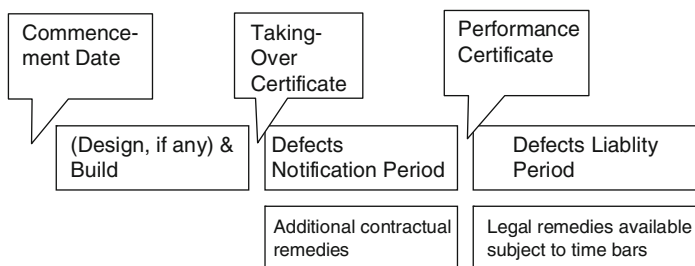 Commence-
ment Date
Taking-
Over
Certificate
Performance
Certificate
(Design, if any) &
Build
Defects
Notification Period
Defects Liablity
Period
Additional contractual
remedies
Legal remedies available
subject to time bars